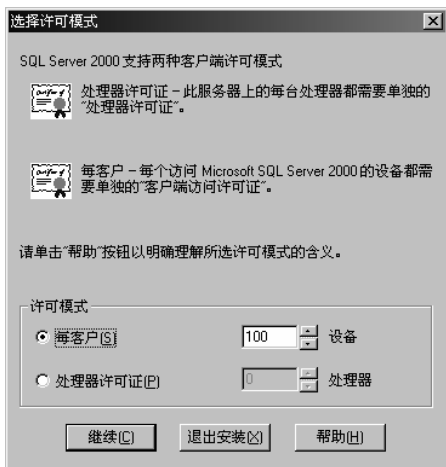 选择许可模式
SQL Server 2000 支持两种客户端许可模式
处理器许可证 - 此服务器上的每台处理器都需要单独的
"处理器许可证"。
每客户 - 每个访问 Microsoft SQL Server 2000 的设备都需
要单独的"客户端访问许可证"。
请单击"帮助"按钮以明确理解所选许可模式的含义。
许可模式
每客户(S) 100 设备
处理器许可证(P) 0 处理器
继续(C) 退出安装(X) 帮助(H)